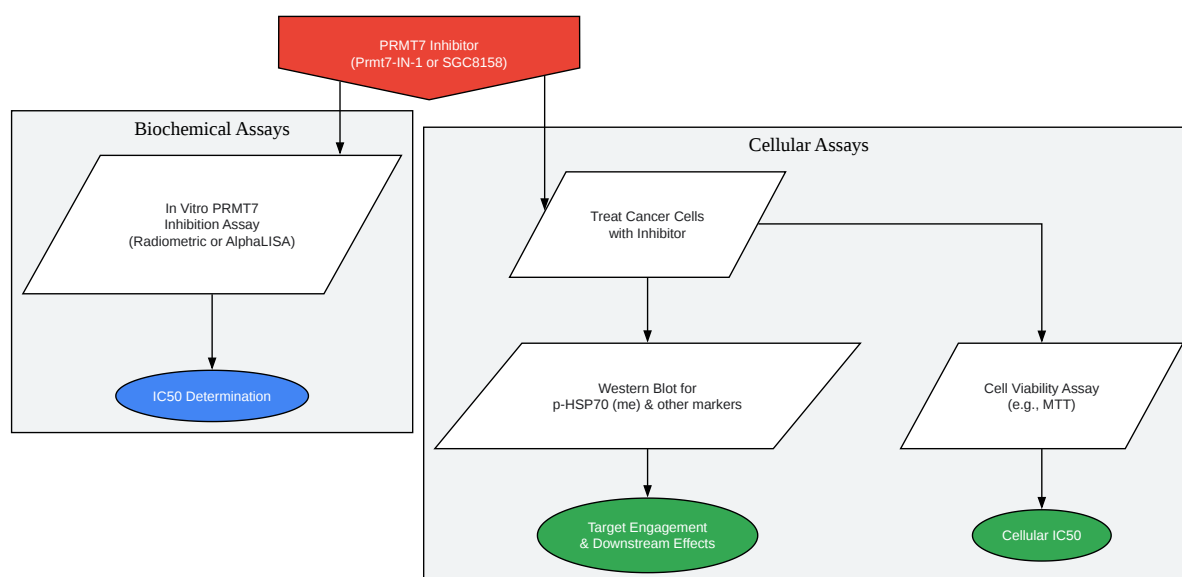 PRMT7 Inhibitor
(Prmt7-IN-1 or SGC8158)
Biochemical Assays
In Vitro PRMT7
Inhibition Assay
(Radiometric or AlphaLISA)
IC50 Determination
Cellular Assays
Treat Cancer Cells
with Inhibitor
Western Blot for
p-HSP70 (me) & other markers
Cell Viability Assay
(e.g., MTT)
Target Engagement
& Downstream Effects
Cellular IC50